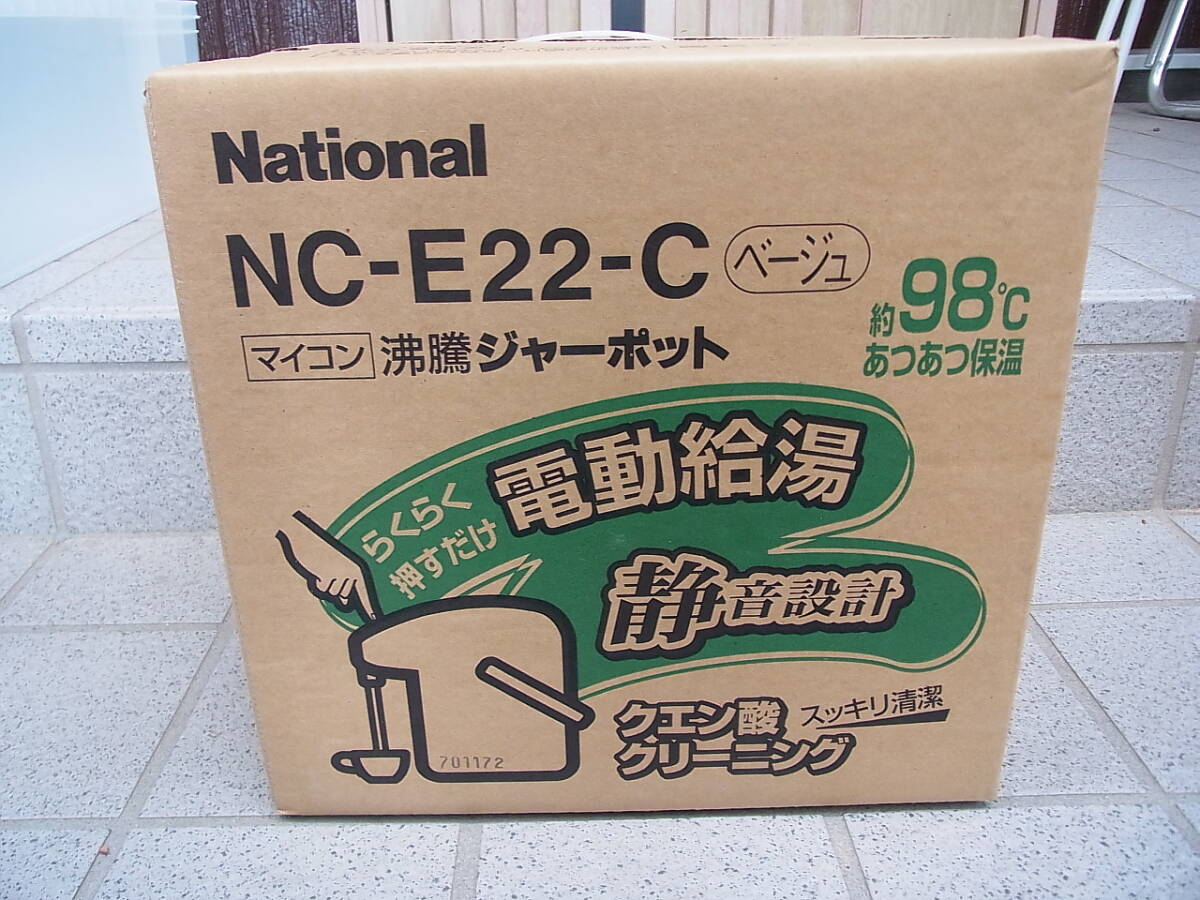 National
NC-E22-C ベージュ
約98℃
あつあつ保温
マイコン 沸騰ジャーポット
らくらく
押すだけ
電動給湯
静音設計
クエン酸
クリーニング
スッキリ清潔
701172